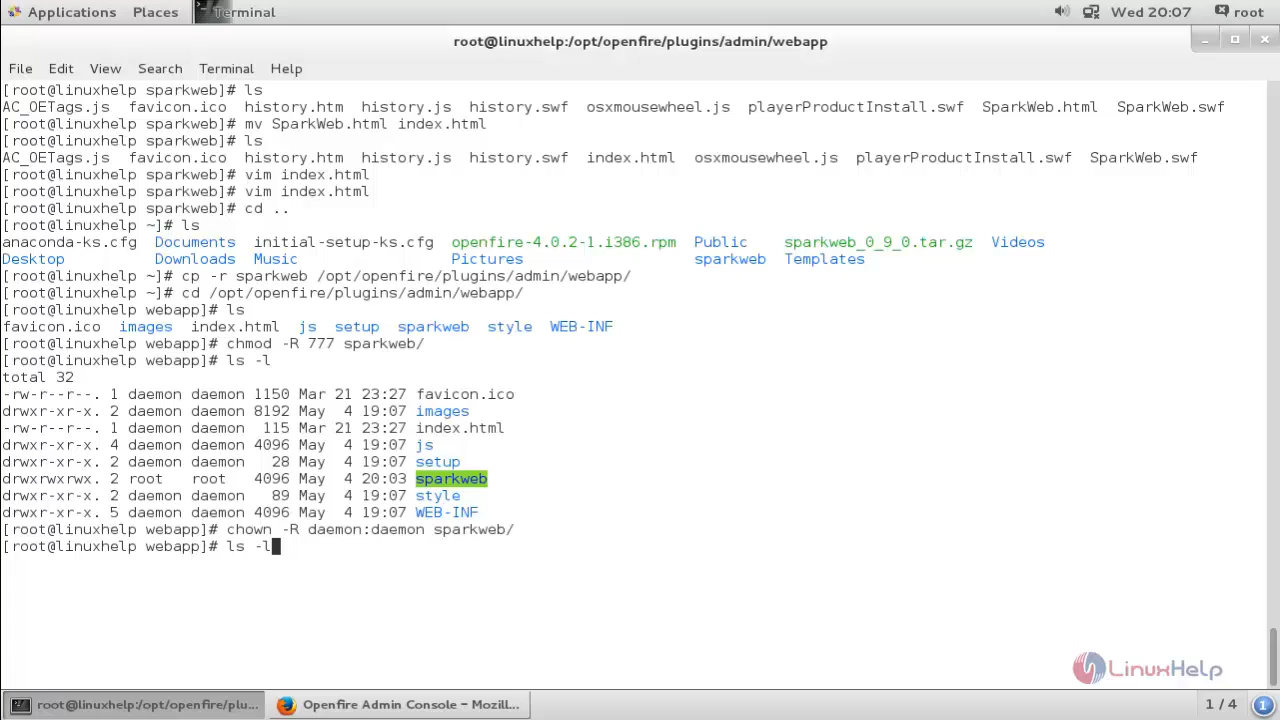 Applications Places Terminal Wed 20:07 root
root@linuxhelp:/opt/openfire/plugins/admin/webapp
File Edit View Search Terminal Help
[root@linuxhelp sparkweb]# ls
AC_OETags.js favicon.ico history.htm history.js history.swf osxmousewheel.js playerProductInstall.swf SparkWeb.html SparkWeb.swf
[root@linuxhelp sparkweb]# mv SparkWeb.html index.html
[root@linuxhelp sparkweb]# ls
AC_OETags.js favicon.ico history.htm history.js history.swf index.html osxmousewheel.js playerProductInstall.swf SparkWeb.swf
[root@linuxhelp sparkweb]# vim index.html
[root@linuxhelp sparkweb]# vim index.html
[root@linuxhelp sparkweb]# cd ..
[root@linuxhelp ~]# ls
anaconda-ks.cfg Documents initial-setup-ks.cfg openfire-4.0.2-1.i386.rpm Public sparkweb_0_9_0.tar.gz Videos
Desktop Downloads Music Pictures sparkweb Templates
[root@linuxhelp ~]# cp -r sparkweb /opt/openfire/plugins/admin/webapp/
[root@linuxhelp ~]# cd /opt/openfire/plugins/admin/webapp/
[root@linuxhelp webapp]# ls
favicon.ico images index.html js setup sparkweb style WEB-INF
[root@linuxhelp webapp]# chmod -R 777 sparkweb/
[root@linuxhelp webapp]# ls -l
total 32
-rw-r--r--. 1 daemon daemon 1150 Mar 21 23:27 favicon.ico
drwxr-xr-x. 2 daemon daemon 8192 May 4 19:07 images
-rw-r--r--. 1 daemon daemon 115 Mar 21 23:27 index.html
drwxr-xr-x. 4 daemon daemon 4096 May 4 19:07 js
drwxr-xr-x. 2 daemon daemon 28 May 4 19:07 setup
drwxrwxrwx. 2 root root 4096 May 4 20:03 sparkweb
drwxr-xr-x. 2 daemon daemon 89 May 4 19:07 style
drwxr-xr-x. 5 daemon daemon 4096 May 4 19:07 WEB-INF
[root@linuxhelp webapp]# chown -R daemon:daemon sparkweb/
[root@linuxhelp webapp]# ls -l
LinuxHelp
root@linuxhelp:/opt/openfire/plu... Openfire Admin Console - Mozill... 1 / 4 1